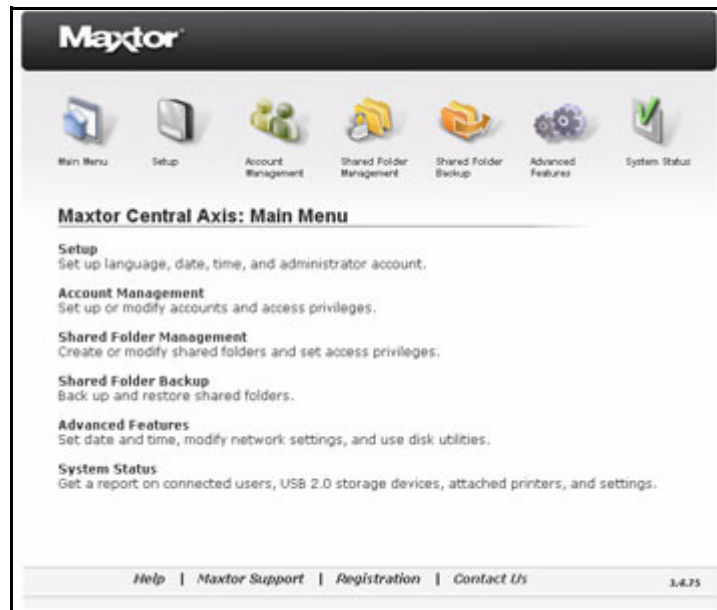 Maxtor
Main Menu
Setup
Account Management
Shared Folder Management
Shared Folder Backup
Advanced Features
System Status
Maxtor Central Axis: Main Menu
Setup
Set up language, date, time, and administrator account.
Account Management
Set up or modify accounts and access privileges.
Shared Folder Management
Create or modify shared folders and set access privileges.
Shared Folder Backup
Back up and restore shared folders.
Advanced Features
Set date and time, modify network settings, and use disk utilities.
System Status
Get a report on connected users, USB 2.0 storage devices, attached printers, and settings.
Help | Maxtor Support | Registration | Contact Us
3.4.75